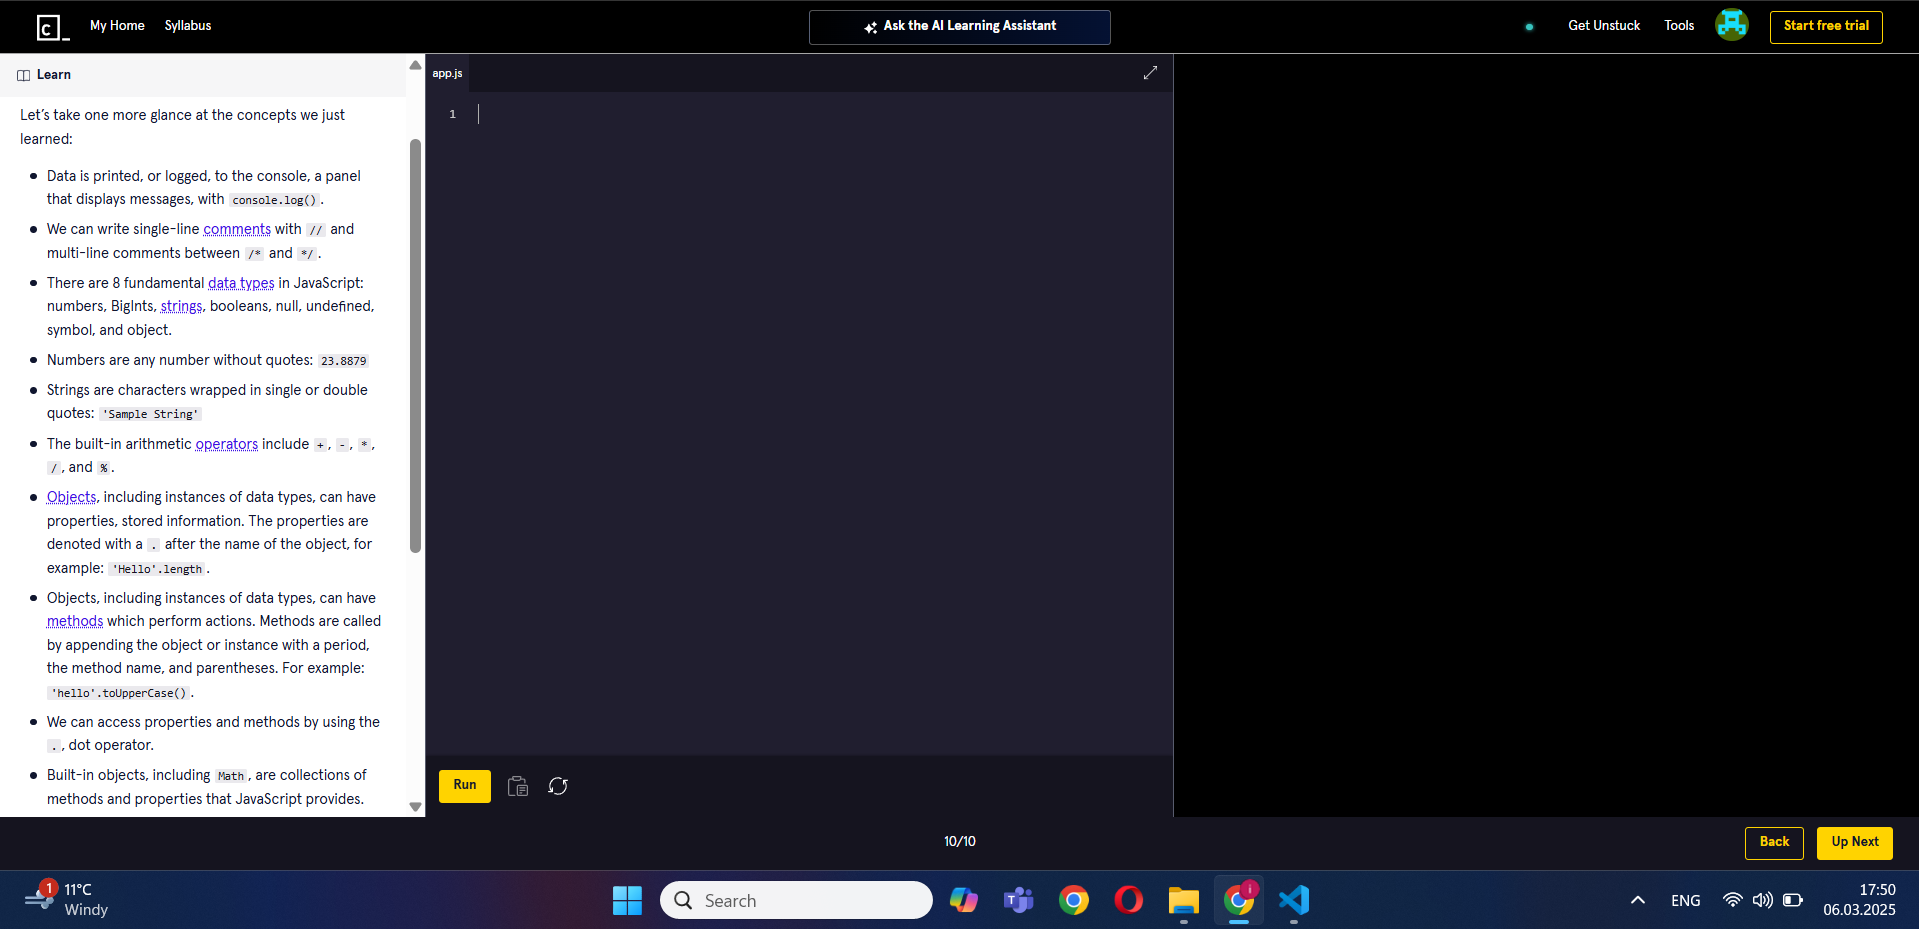 C_
My Home
Syllabus
Ask the AI Learning Assistant
Get Unstuck
Tools
Start free trial
Learn
Let’s take one more glance at the concepts we just
learned:
Data is printed, or logged, to the console, a panel
that displays messages, with console.log().
We can write single-line comments with // and
multi-line comments between /* and */.
There are 8 fundamental data types in JavaScript:
numbers, BigInts, strings, booleans, null, undefined,
symbol, and object.
Numbers are any number without quotes: 23.8879
Strings are characters wrapped in single or double
quotes: 'Sample String'
The built-in arithmetic operators include +, -, *,
/, and %.
Objects, including instances of data types, can have
properties, stored information. The properties are
denoted with a . after the name of the object, for
example: 'Hello'.length.
Objects, including instances of data types, can have
methods which perform actions. Methods are called
by appending the object or instance with a period,
the method name, and parentheses. For example:
'hello'.toUpperCase().
We can access properties and methods by using the
., dot operator.
Built-in objects, including Math, are collections of
methods and properties that JavaScript provides.
app.js
1
Run
10/10
Back
Up Next
1
11°C
Windy
Search
T
i
ENG
17:50
06.03.2025